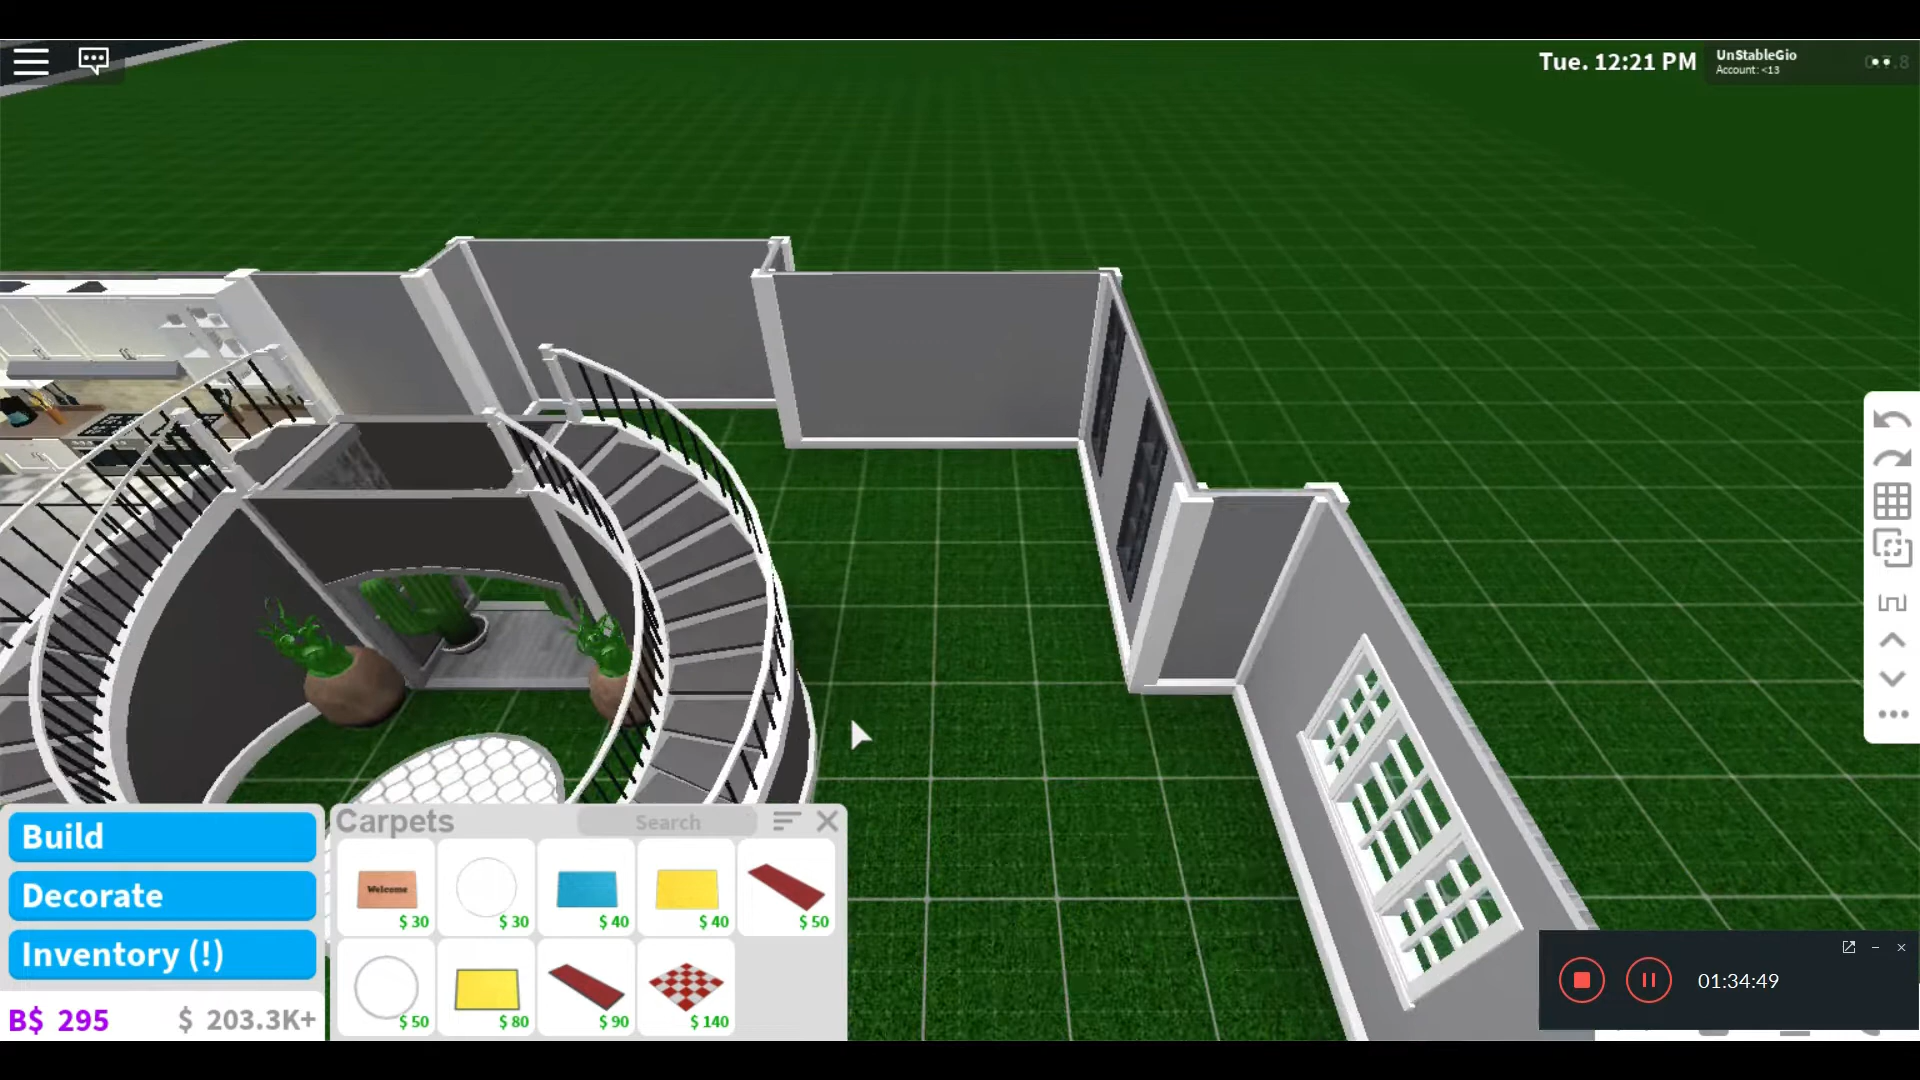 Tue. 12:21 PM
UnStableGio
Account: <13
Build
Decorate
Inventory (!)
B$ 295
$ 203.3K+
Carpets
Search
Welcome
$ 30
$ 30
$ 40
$ 40
$ 50
$ 50
$ 80
$ 90
$ 140
01:34:49